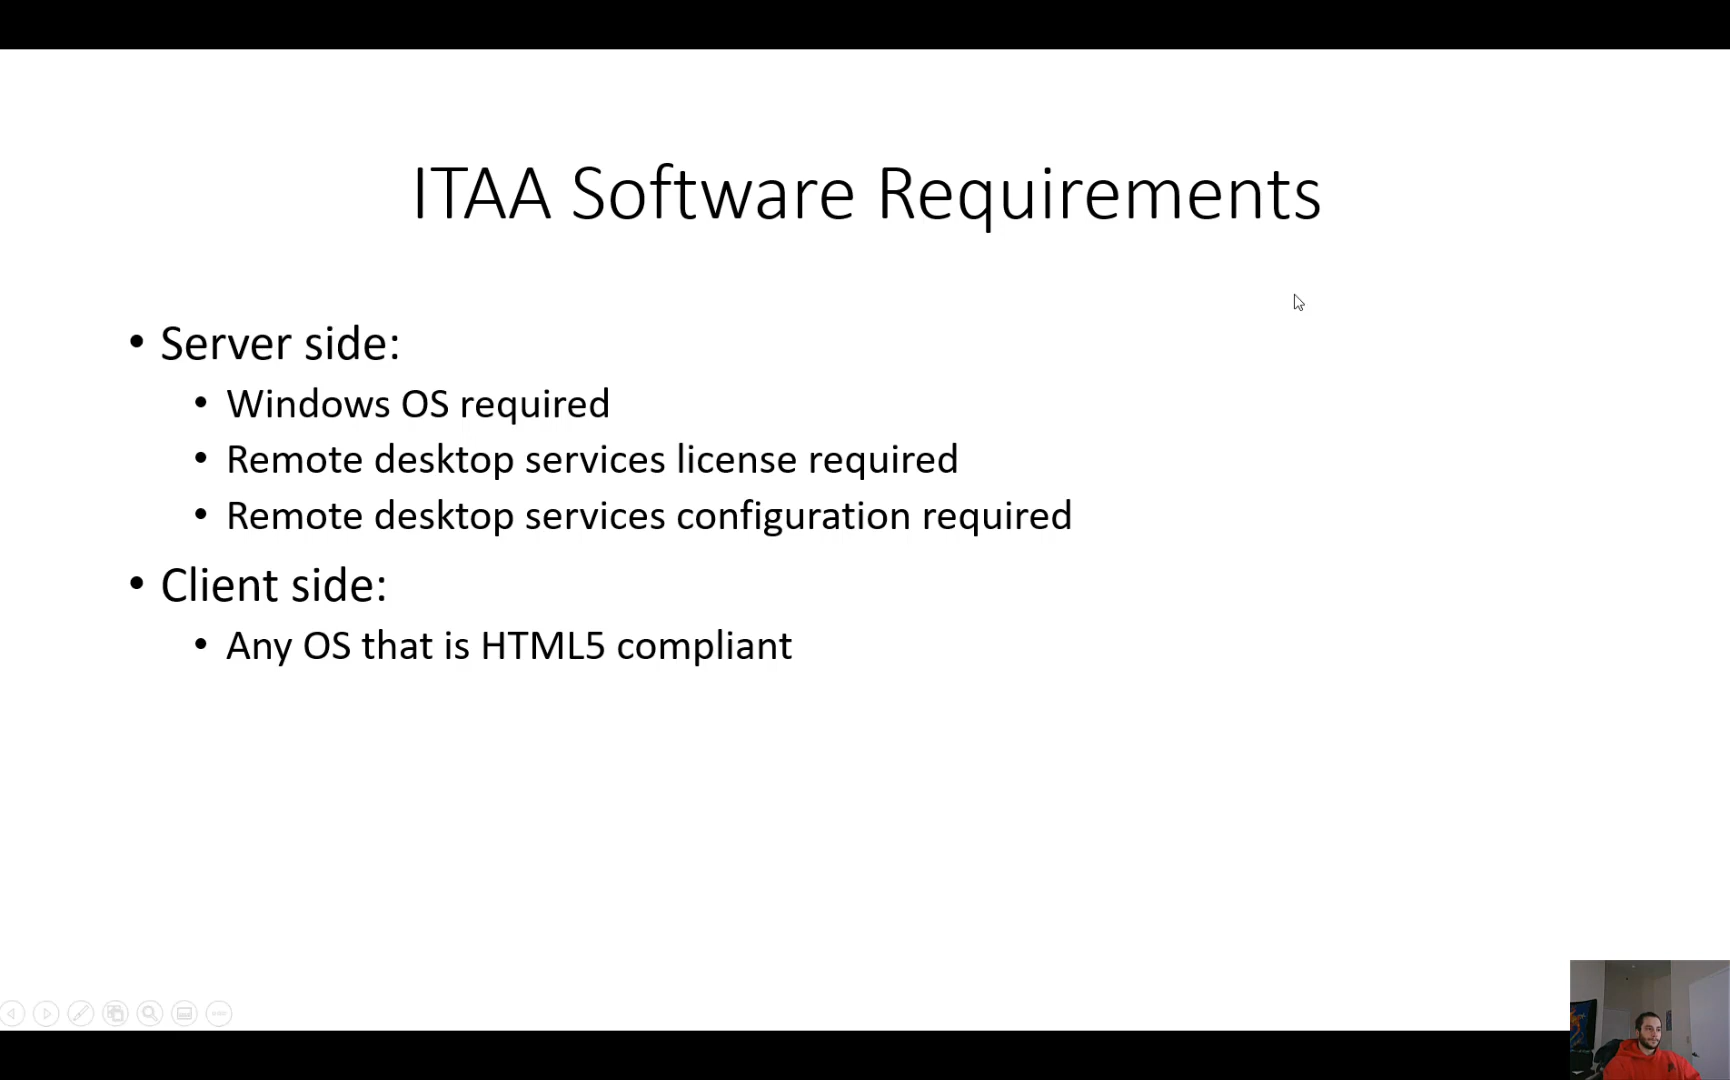 ITAA Software Requirements
• Server side:
• Windows OS required
• Remote desktop services license required
• Remote desktop services configuration required
• Client side:
• Any OS that is HTML5 compliant